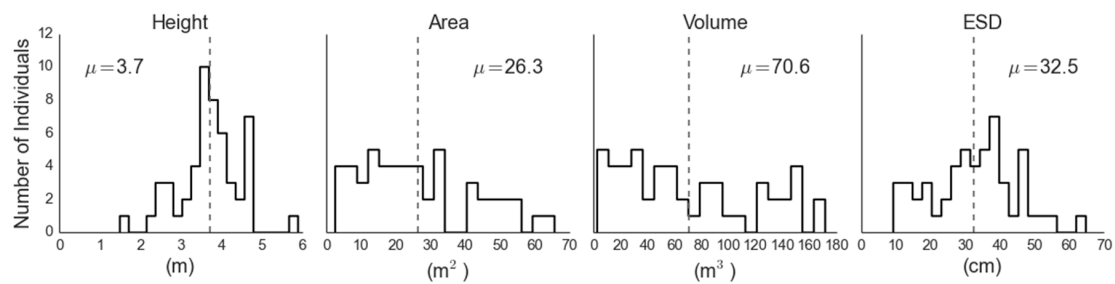 Height
Area
Volume
ESD
Number of Individuals
12
10
8
6
4
2
0
μ=3.7
μ=26.3
μ=70.6
μ=32.5
0 1 2 3 4 5 6
0 10 20 30 40 50 60 70
0 20 40 60 80 100 120 140 160 180
0 10 20 30 40 50 60 70
(m)
(m² )
(m³ )
(cm)